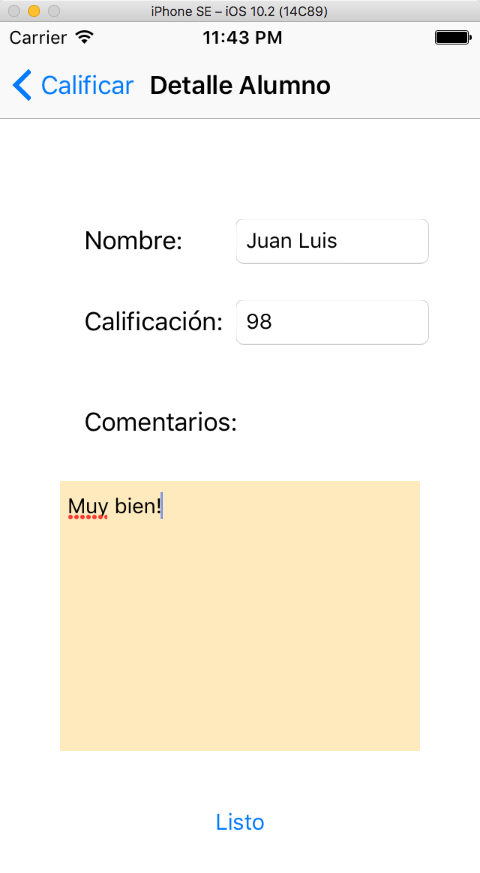 iPhone SE – iOS 10.2 (14C89)
Carrier 11:43 PM
Calificar Detalle Alumno
Nombre: Juan Luis
Calificación: 98
Comentarios:
Muy bien!
Listo